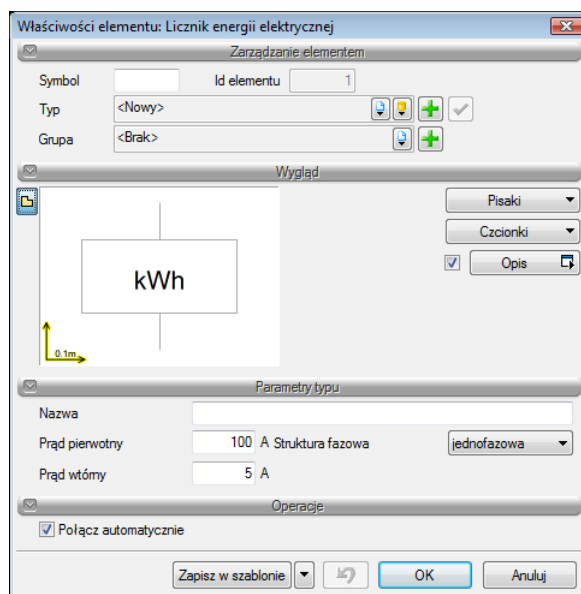 Właściwości elementu: Licznik energii elektrycznej
Zarządzanie elementem
Symbol Id elementu 1
Typ <Nowy>
Grupa <Brak>
Wygląd
Pisaki
Czcionki
kWh
Opis
0.1m
Parametry typu
Nazwa
Prąd pierwotny 100 A Struktura fazowa jednofazowa
Prąd wtórny 5 A
Operacje
Połącz automatycznie
Zapisz w szablonie OK Anuluj